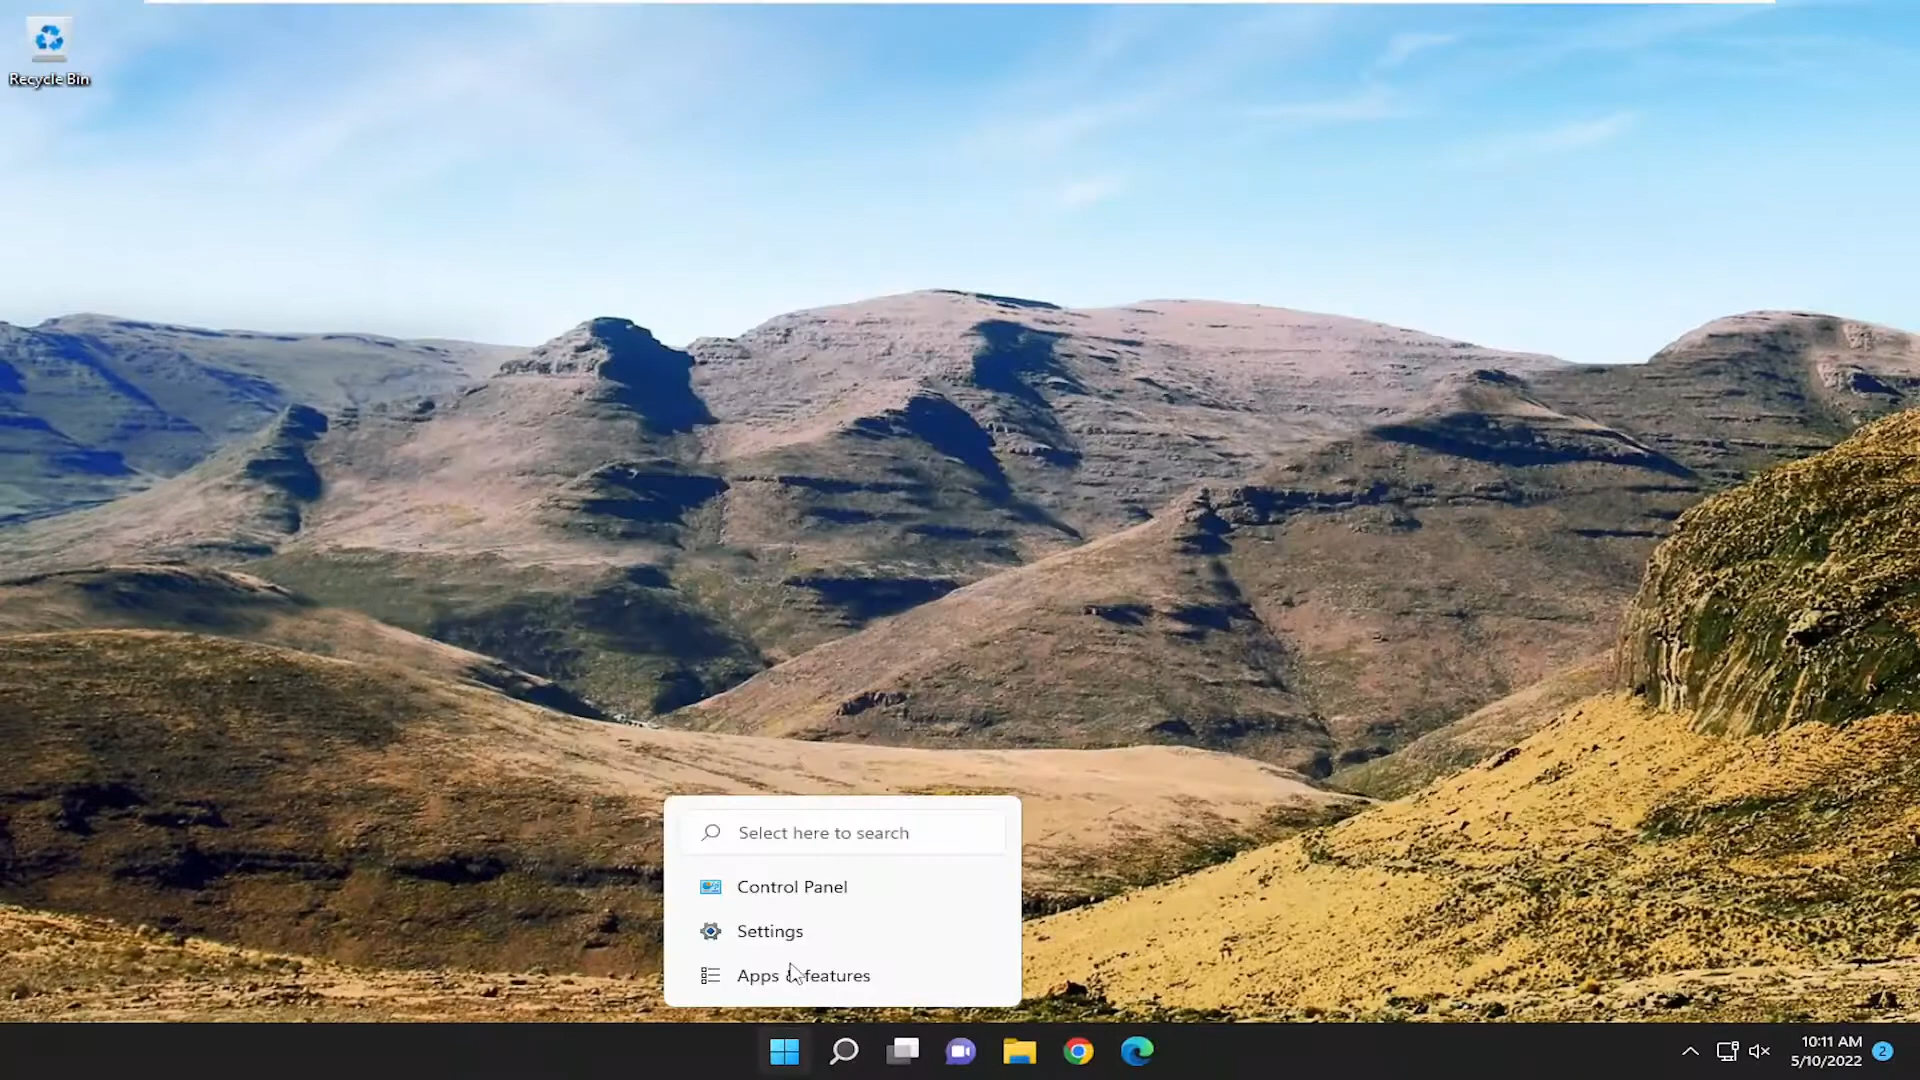 Recycle Bin
Select here to search
Control Panel
Settings
Apps & features
10:11 AM
5/10/2022
2